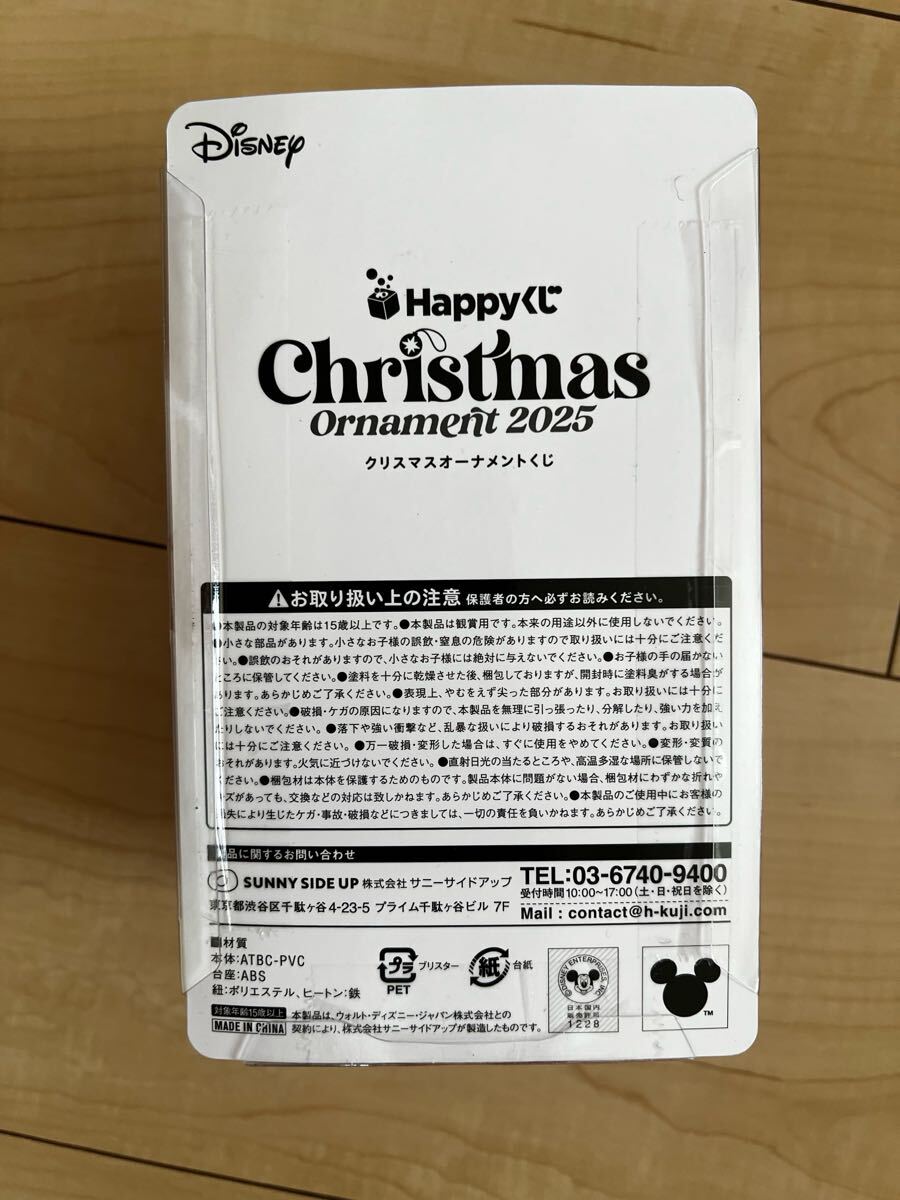 Disney
Happyくじ
Christmas
Ornament 2025
クリスマスオーナメントくじ
⚠お取り扱い上の注意 保護者の方へ必ずお読みください。
●本製品の対象年齢は15歳以上です。●本製品は観賞用です。本来の用途以外に使用しないでください。
●小さな部品があります。小さなお子様の誤飲・窒息の危険がありますので取り扱いには十分にご注意くだ
さい。●誤飲のおそれがありますので、小さなお子様には絶対に与えないでください。●お子様の手の届かない
ところに保管してください。●塗料を十分に乾燥させた後、梱包しておりますが、開封時に塗料臭がする場合が
あります。あらかじめご了承ください。●表現上、やむをえず尖った部分があります。お取り扱いには十分に
ご注意ください。●破損・ケガの原因になりますので、本製品を無理に引っ張ったり、分解したり、強い力を加え
たりしないでください。●落下や強い衝撃など、乱暴な扱いにより破損するおそれがあります。お取り扱い
には十分にご注意ください。●万一破損・変形した場合は、すぐに使用をやめてください。●変形・変質の
おそれがあります。火気に近づけないでください。●直射日光の当たるところや、高温多湿な場所に保管しないで
ください。●梱包材は本体を保護するためのものです。製品本体に問題がない場合、梱包材にわずかな折れや
キズがあっても、交換などの対応は致しかねます。あらかじめご了承ください。●本製品のご使用中にお客様の
過失により生じたケガ・事故・破損などにつきましては、一切の責任を負いかねます。あらかじめご了承ください。
商品に関するお問い合わせ
SUNNY SIDE UP 株式会社 サニーサイドアップ
東京都渋谷区千駄ヶ谷4-23-5 プライム千駄ヶ谷ビル 7F
TEL:03-6740-9400
受付時間10:00~17:00(土・日・祝日を除く)
Mail : contact@h-kuji.com
■材質
本体:ATBC-PVC
台座:ABS
紐:ポリエステル、ヒートン:鉄
プラ
PET
ブリスター
紙
台紙
©DISNEY ENTERPRISES, INC.
日本国内
販売許諾
1228
TM
対象年齢15歳以上
MADE IN CHINA
本製品は、ウォルト・ディズニー・ジャパン株式会社との
契約により、株式会社サニーサイドアップが製造したものです。